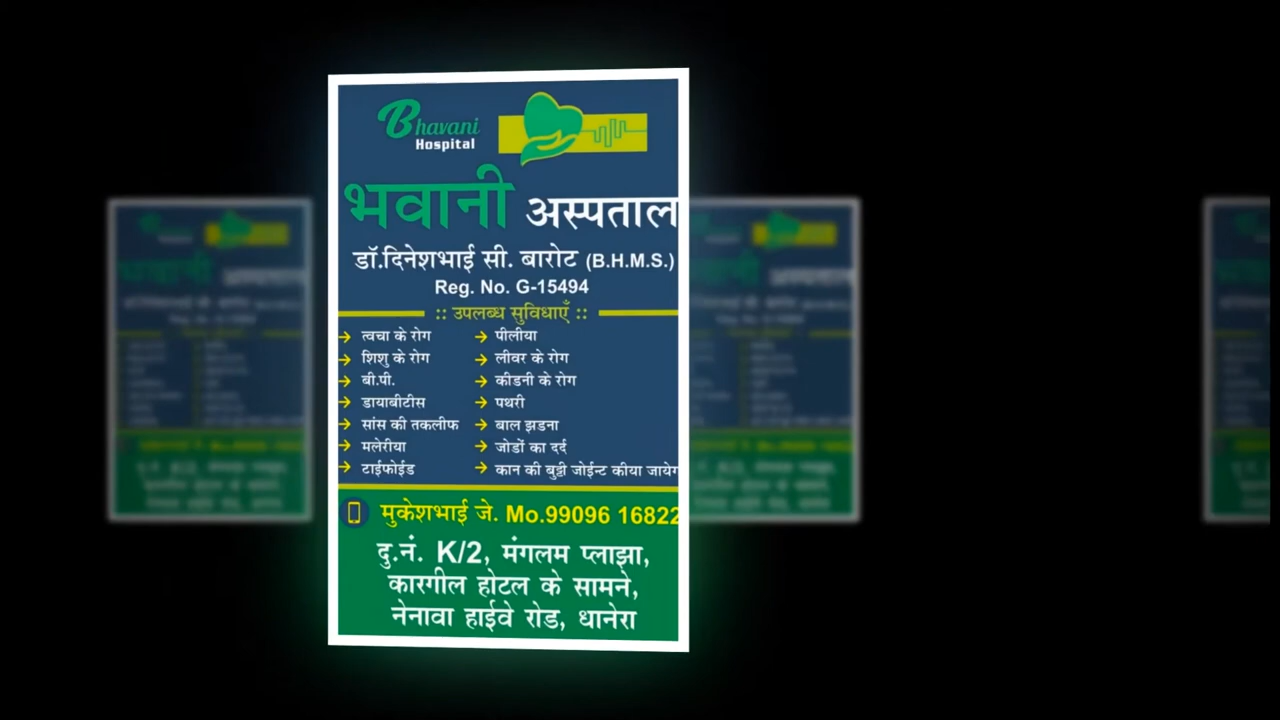 Bhavani
Hospital
भवानी अस्पताल
डॉ.दिनेशभाई सी. बारोट (B.H.M.S.)
Reg. No. G-15494
:: उपलब्ध सुविधाएँ ::
त्वचा के रोग
शिशु के रोग
बी.पी.
डायाबीटीस
सांस की तकलीफ
मलेरीया
टाईफोईड
पीलीया
लीवर के रोग
कीडनी के रोग
पथरी
बाल झडना
जोडों का दर्द
कान की बुट्टी जोईन्ट कीया
मुकेशभाई जे. Mo.99096 16822
दु.नं. K/2, मंगलम प्लाझा,
कारगील होटल के सामने,
नेनावा हाईवे रोड, धानेरा